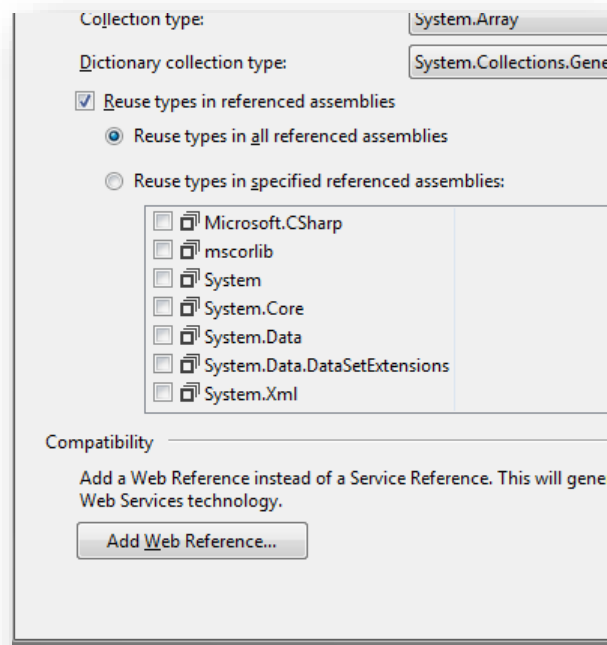 Collection type:
System.Array
Dictionary collection type:
System.Collections.Gene
Reuse types in referenced assemblies
Reuse types in all referenced assemblies
Reuse types in specified referenced assemblies:
Microsoft.CSharp
mscorlib
System
System.Core
System.Data
System.Data.DataSetExtensions
System.Xml
Compatibility
Add a Web Reference instead of a Service Reference. This will gene
Web Services technology.
Add Web Reference...